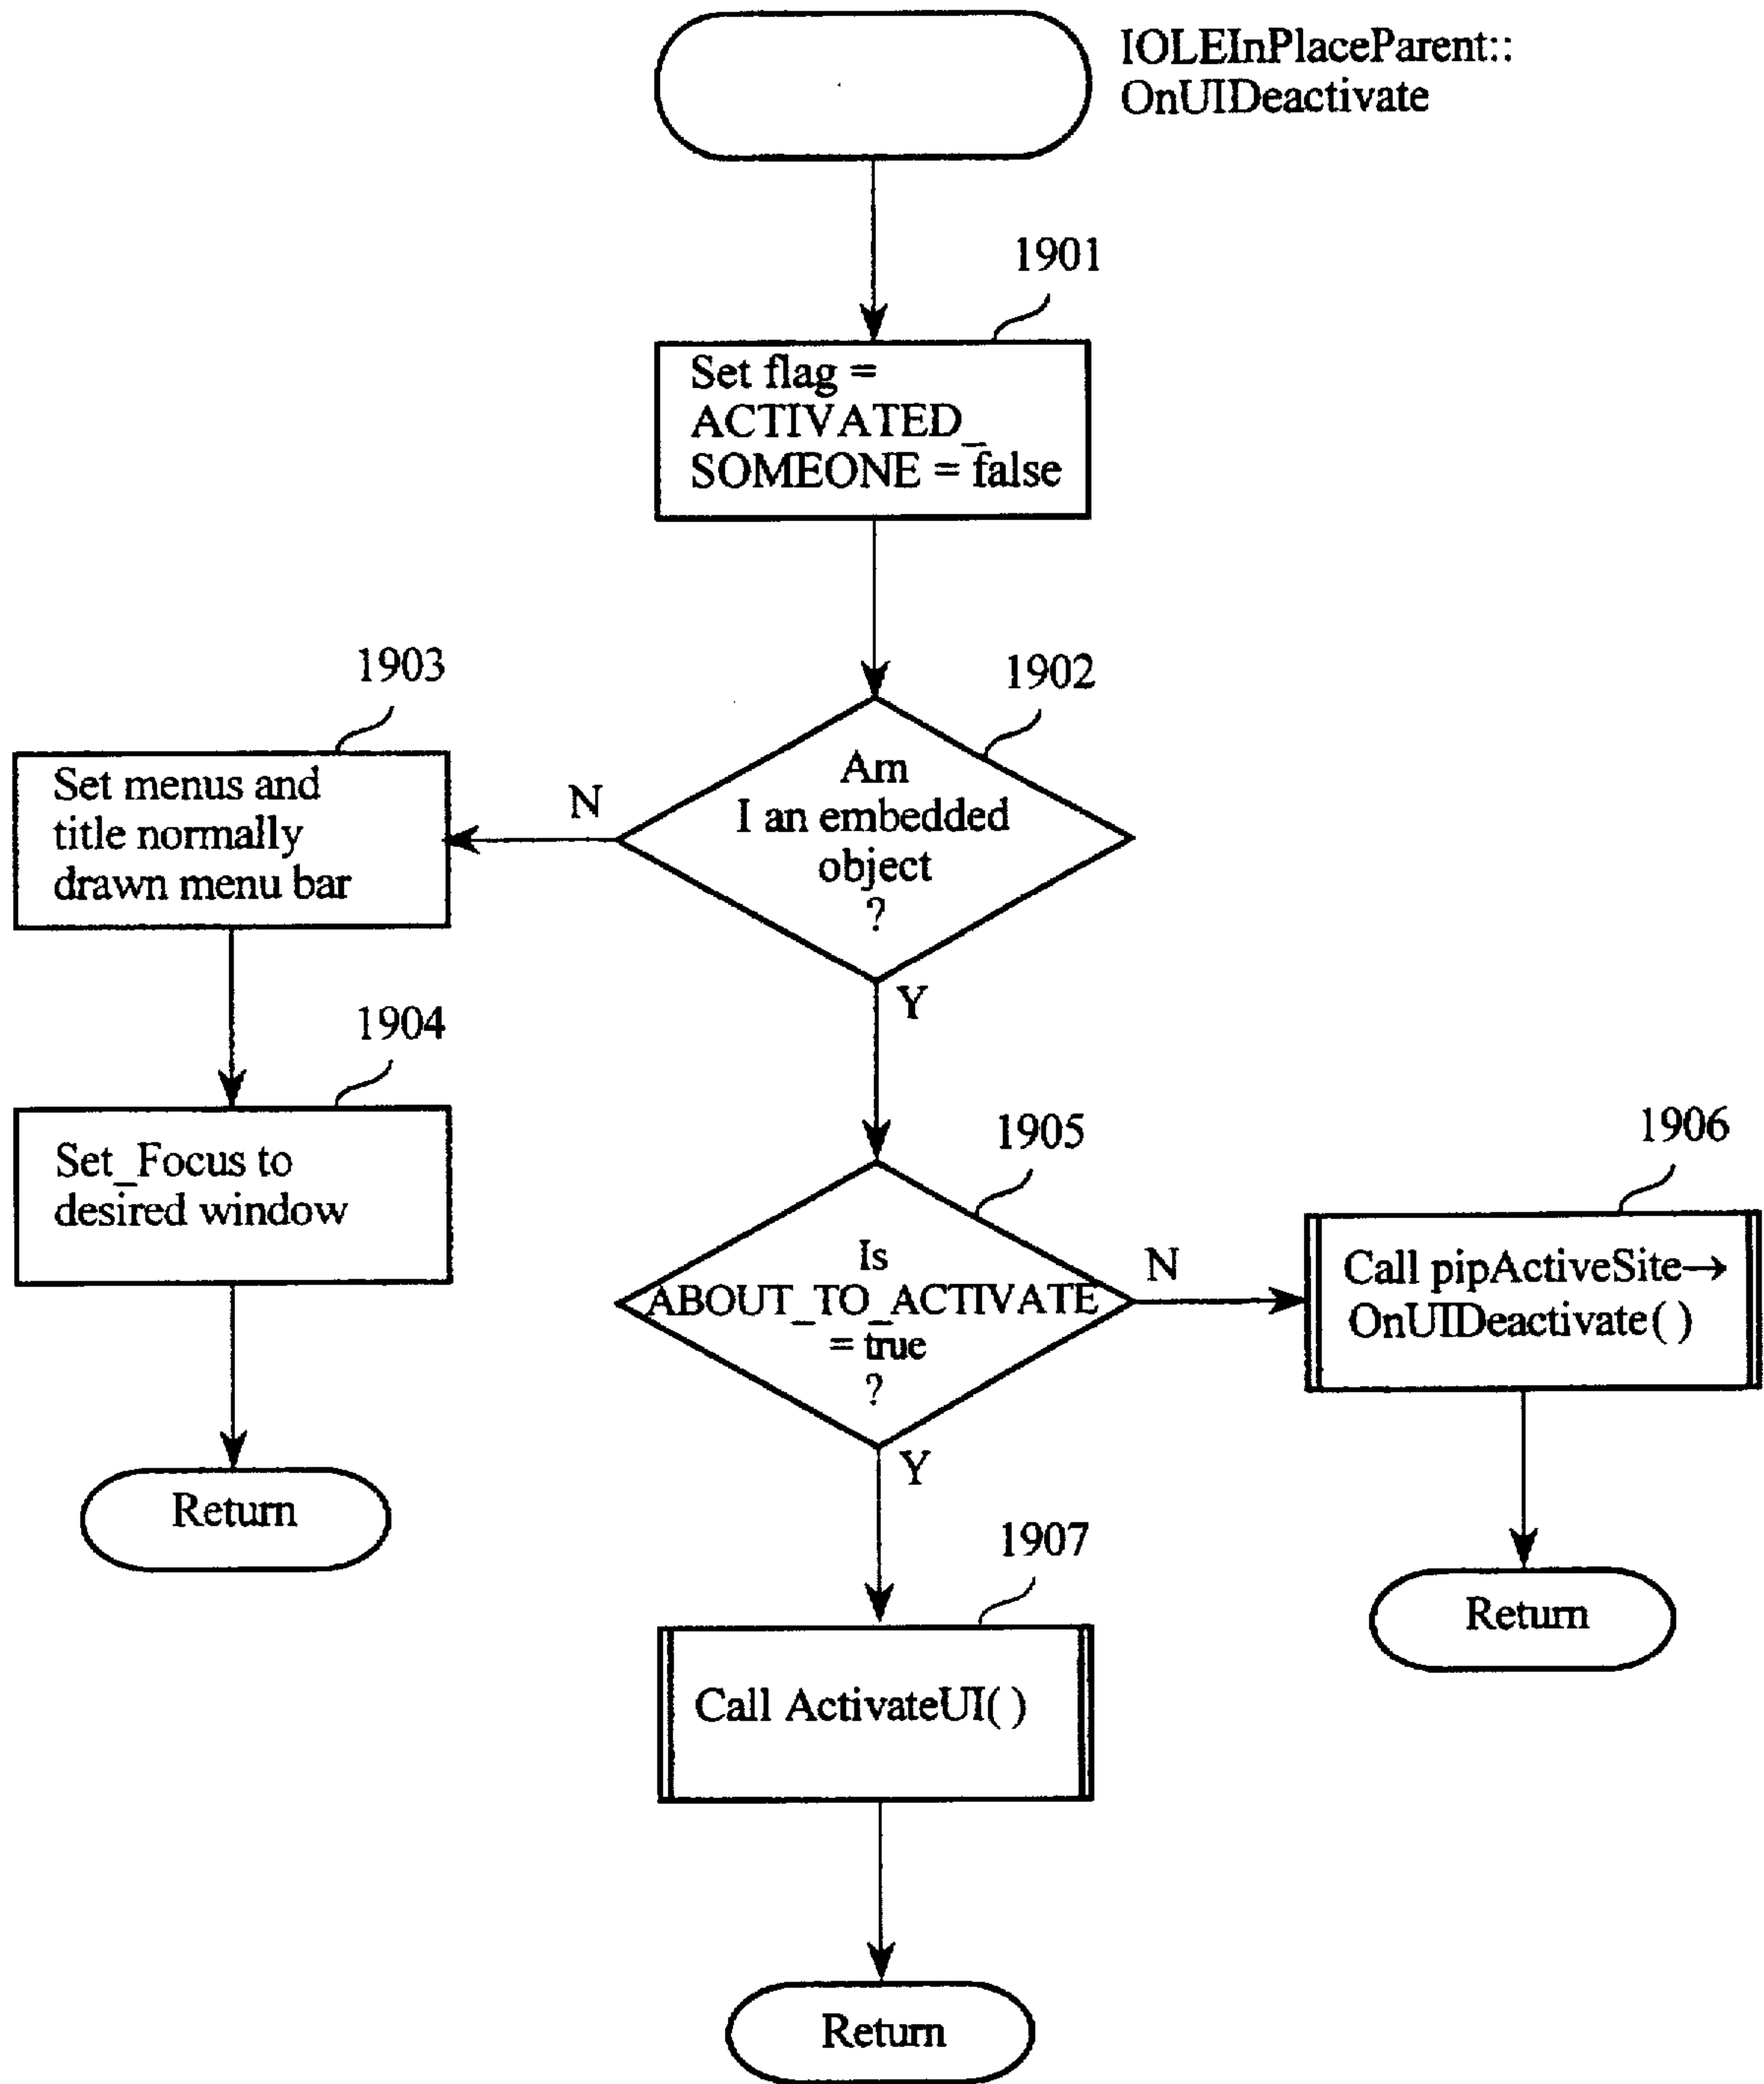 IOLEInPlaceParent::
OnUIDeactivate
1901
Set flag =
ACTIVATED_
SOMEONE = false
1902
Am
I an embedded
object
?
N
Y
1903
Set menus and
title normally
drawn menu bar
1904
Set_Focus to
desired window
Return
1905
Is
ABOUT_TO_ACTIVATE
= true
?
N
Y
1906
Call pipActiveSite→
OnUIDeactivate( )
Return
1907
Call ActivateUI( )
Return